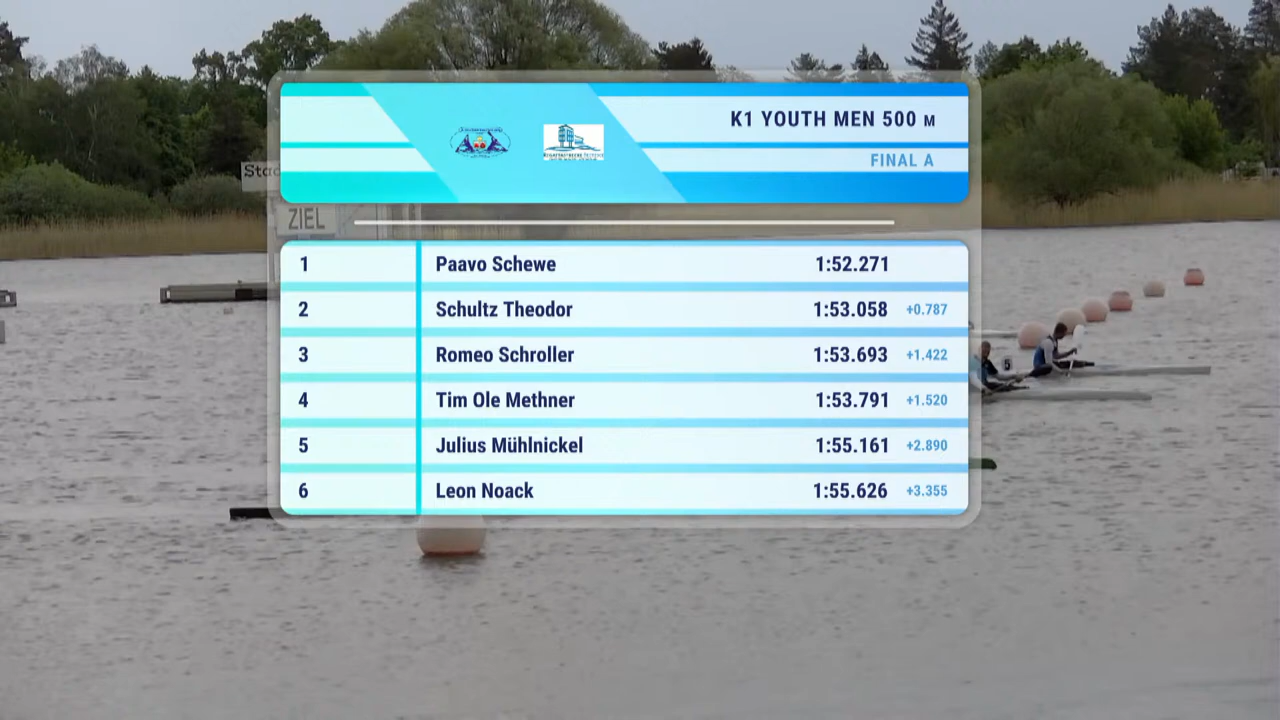 K1 YOUTH MEN 500 M
FINAL A
ZIEL
1 Paavo Schewe 1:52.271
2 Schultz Theodor 1:53.058 +0.787
3 Romeo Schroller 1:53.693 +1.422
4 Tim Ole Methner 1:53.791 +1.520
5 Julius Mühlnickel 1:55.161 +2.890
6 Leon Noack 1:55.626 +3.355
5